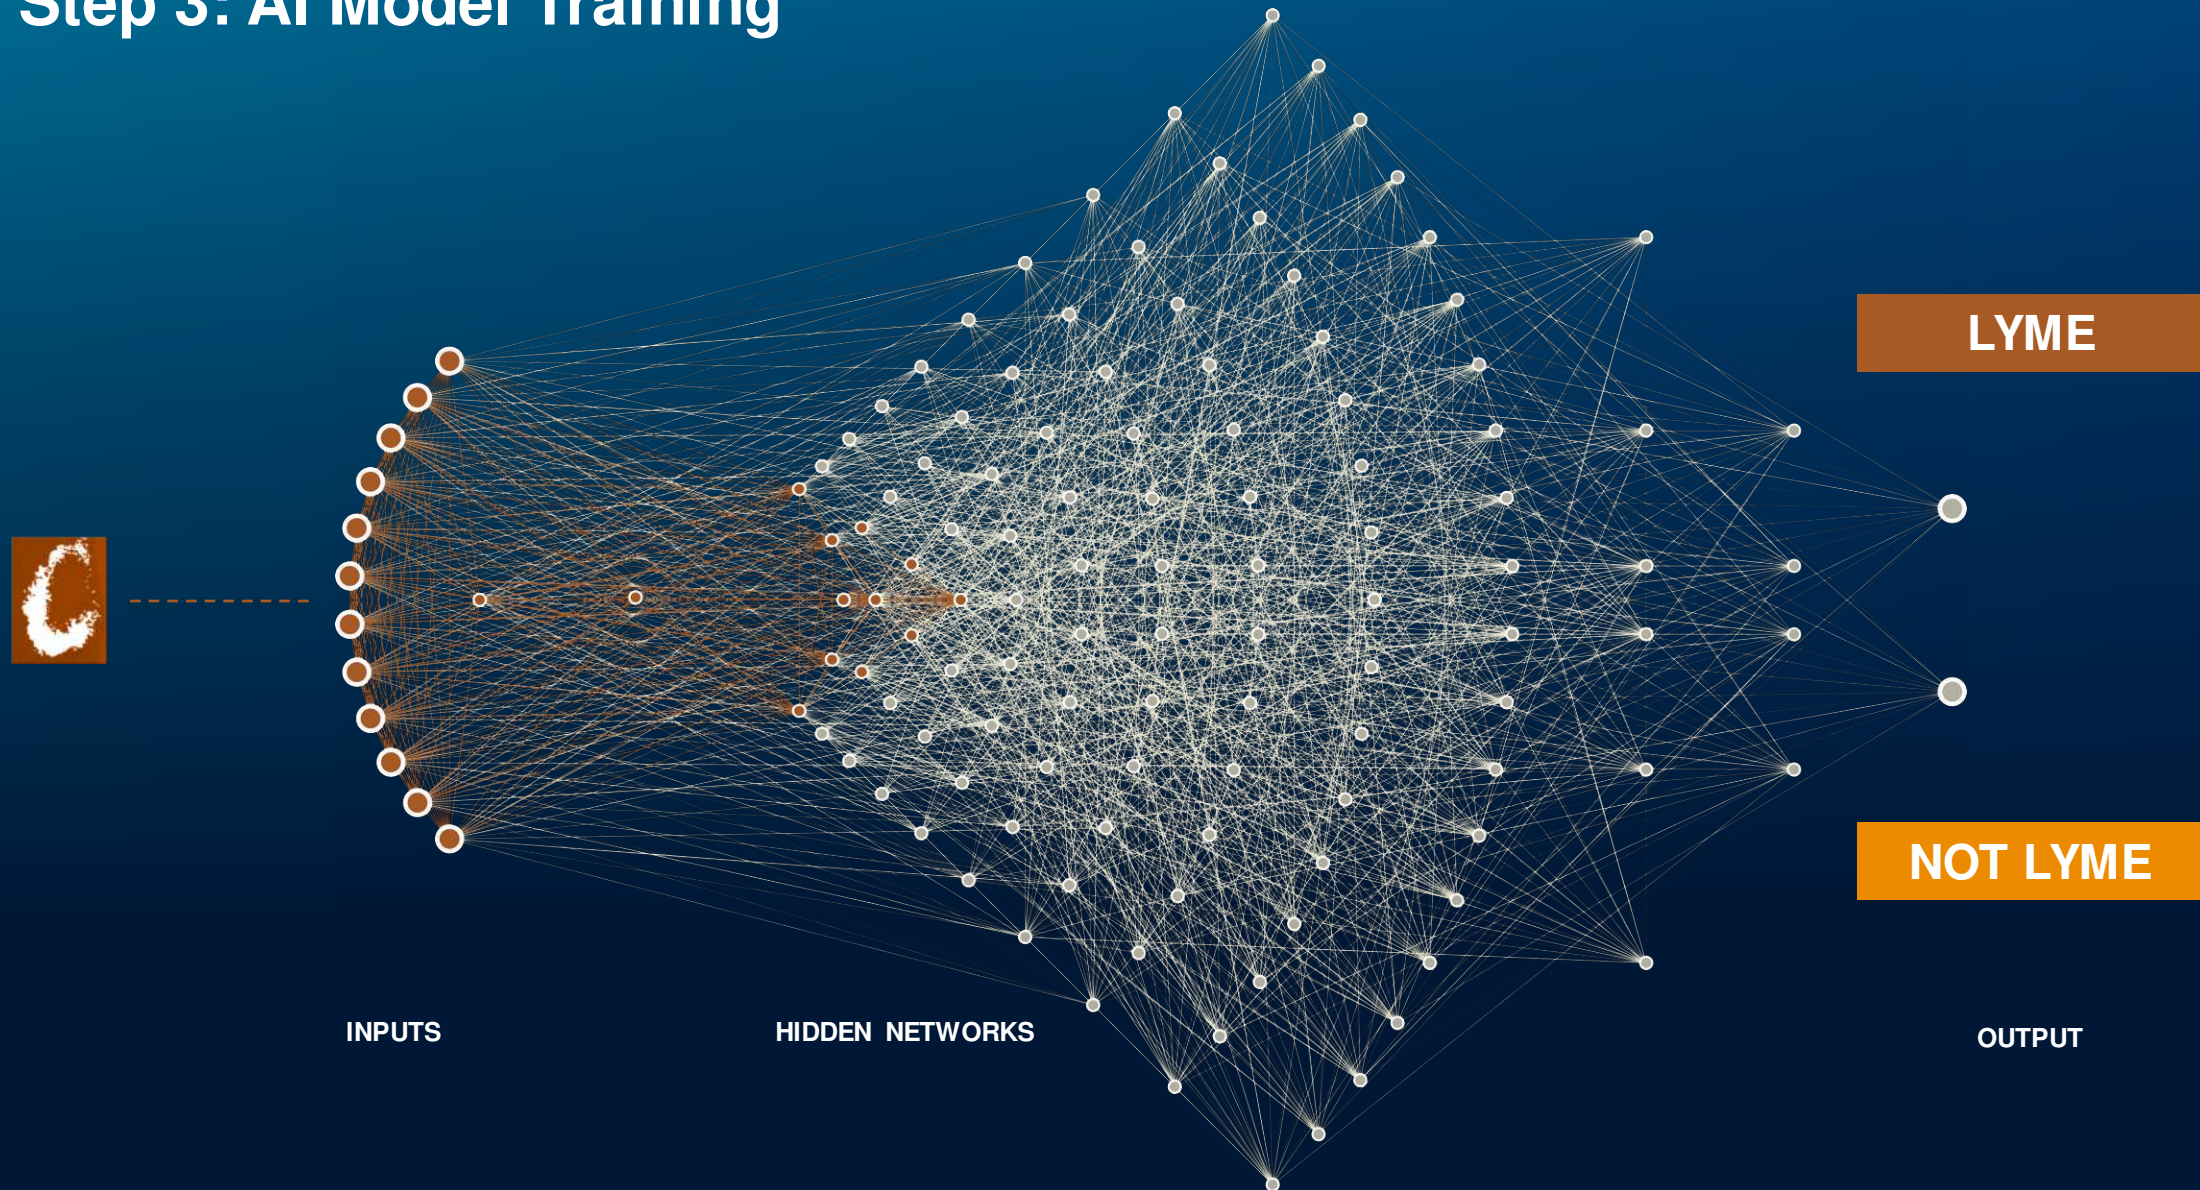 Step 3: AI Model Training
LYME
NOT LYME
INPUTS
HIDDEN NETWORKS
OUTPUT